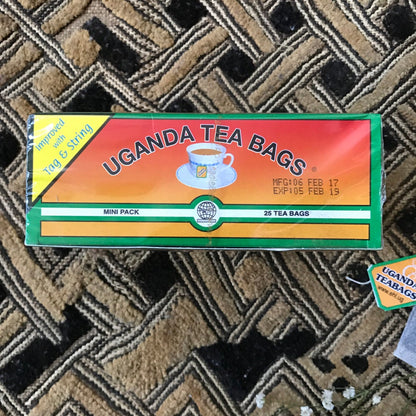 Improved
with
Tag & String
UGANDA TEA BAGS
MFG:06 FEB 17
EXP:05 FEB 19
MINI PACK
25 TEA BAGS
UGANDA
TEABAGS